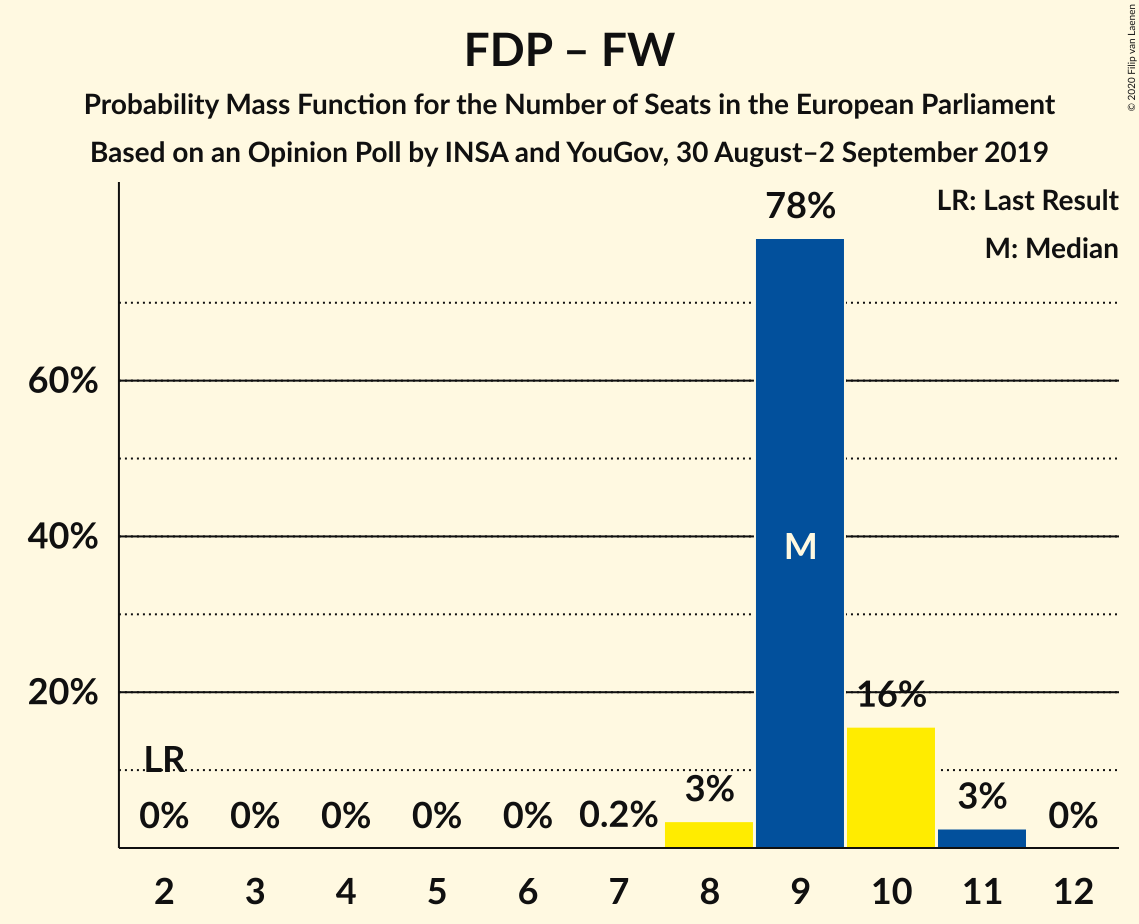 FDP – FW
Probability Mass Function for the Number of Seats in the European Parliament
Based on an Opinion Poll by INSA and YouGov, 30 August–2 September 2019
© 2020 Filip van Laenen
LR: Last Result
M: Median
78%
60%
40%
20%
M
16%
LR
0% 0% 0% 0% 0% 0.2% 3% 3% 0%
2 3 4 5 6 7 8 9 10 11 12